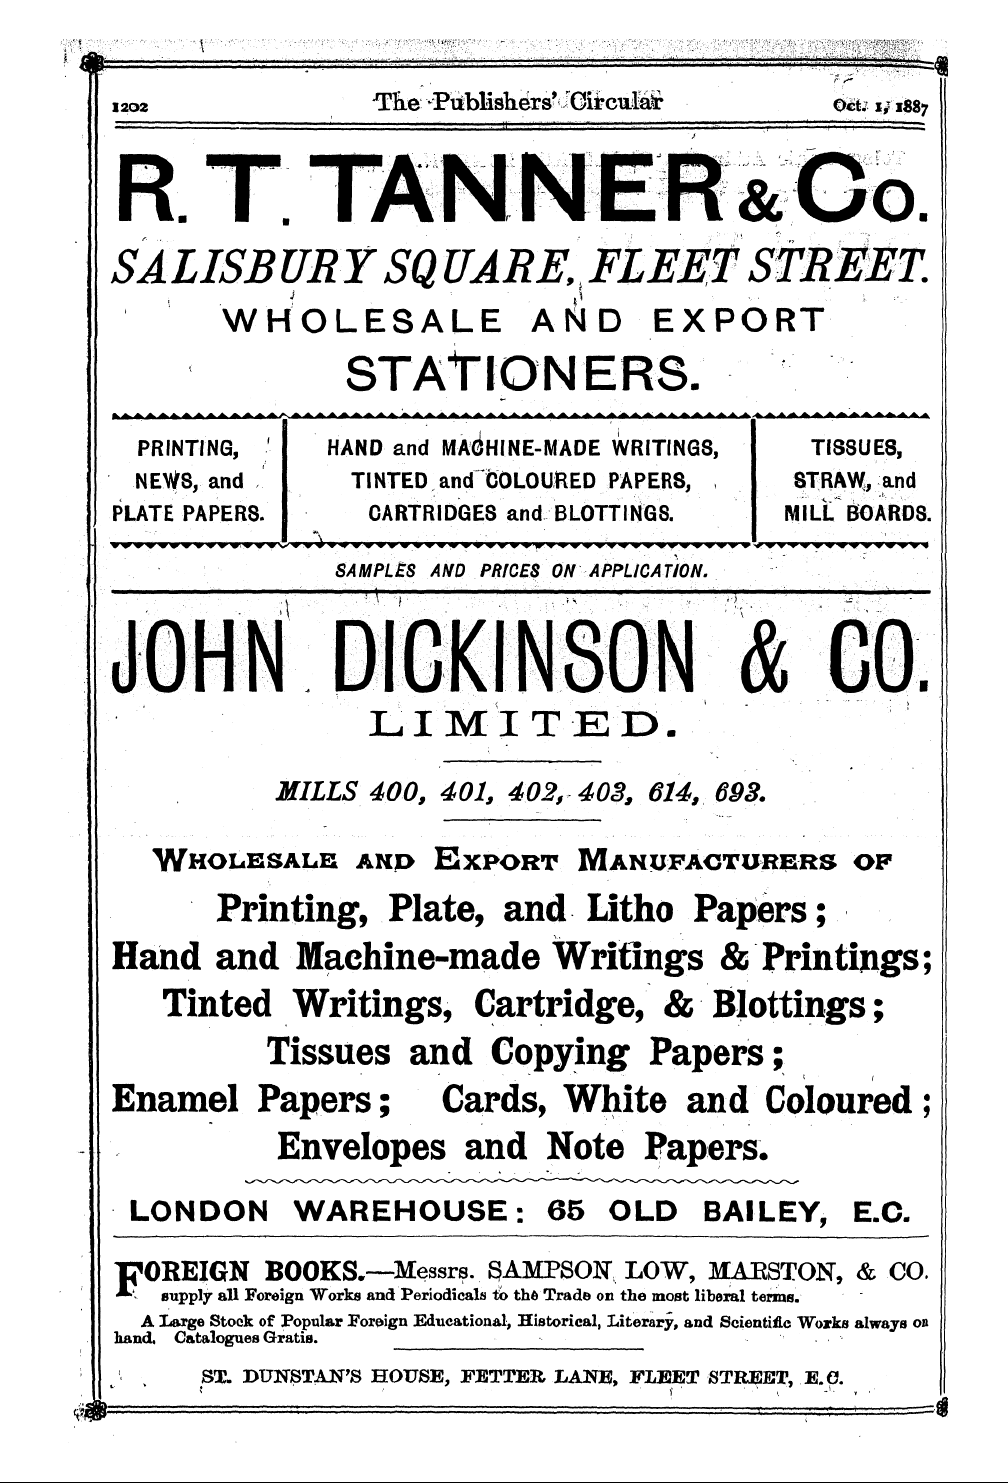 1202 The Publishers' Circular Oct. 1, 1887
R. T. TANNER & Co.
SALISBURY SQUARE, FLEET STREET.
WHOLESALE AND EXPORT
STATIONERS.
PRINTING,
NEWS, and
PLATE PAPERS.
HAND and MACHINE-MADE WRITINGS,
TINTED and COLOURED PAPERS,
CARTRIDGES and BLOTTINGS.
TISSUES,
STRAW, and
MILL BOARDS.
SAMPLES AND PRICES ON APPLICATION.
JOHN DICKINSON & CO.
LIMITED.
MILLS 400, 401, 402, 403, 614, 693.
WHOLESALE AND EXPORT MANUFACTURERS OF
Printing, Plate, and Litho Papers;
Hand and Machine-made Writings & Printings;
Tinted Writings, Cartridge, & Blottings;
Tissues and Copying Papers;
Enamel Papers; Cards, White and Coloured;
Envelopes and Note Papers.
LONDON WAREHOUSE: 65 OLD BAILEY, E.C.
FOREIGN BOOKS.—Messrs. SAMPSON LOW, MARSTON, & CO.
supply all Foreign Works and Periodicals to the Trade on the most liberal terms.
A Large Stock of Popular Foreign Educational, Historical, Literary, and Scientific Works always on
hand. Catalogues Gratis.
ST. DUNSTAN'S HOUSE, FETTER LANE, FLEET STREET, E.C.